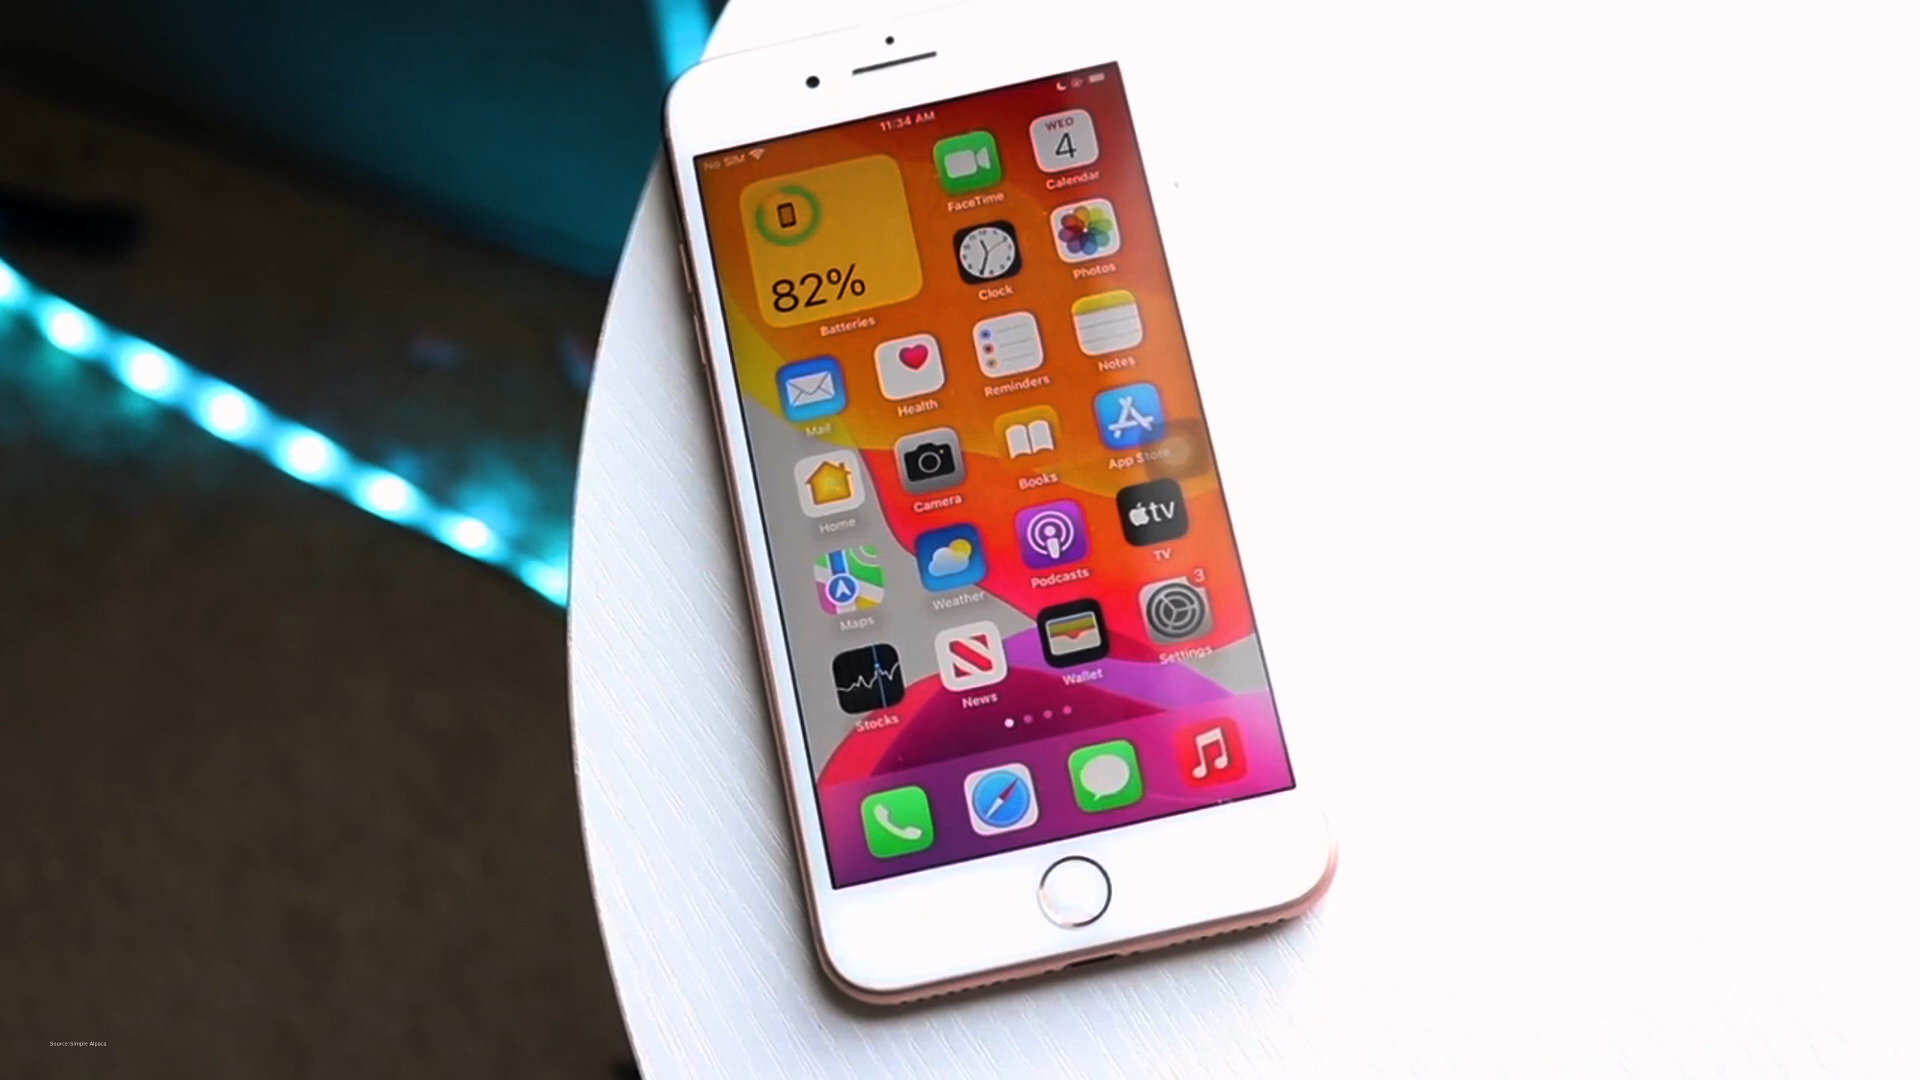 11:34 AM
No SIM
82%
Batteries
FaceTime
WED
4
Calendar
Clock
Photos
Mail
Health
Reminders
Notes
Home
Camera
Books
App Store
Maps
Weather
Podcasts
tv
TV
Stocks
News
Wallet
3
Settings
Source:Simple Alpaca